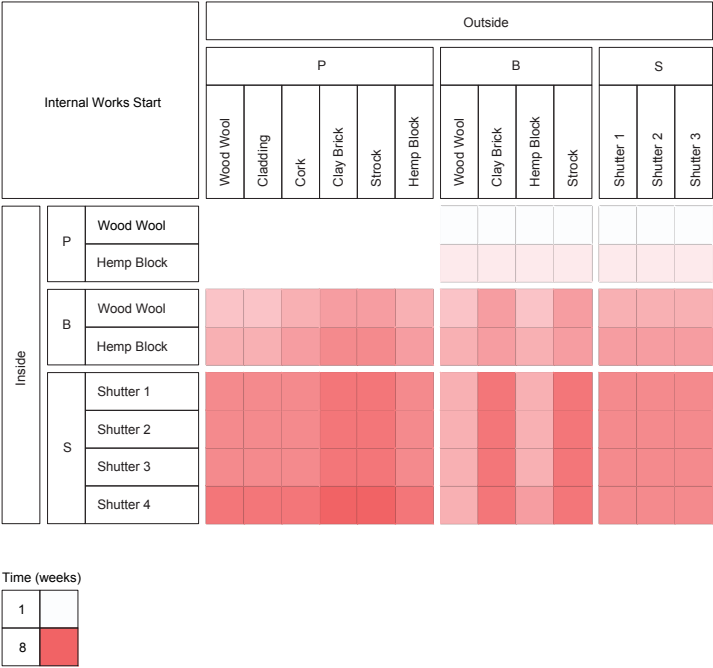 Outside
Internal Works Start
P
B
S
Wood Wool
Cladding
Cork
Clay Brick
Strock
Hemp Block
Wood Wool
Clay Brick
Hemp Block
Strock
Shutter 1
Shutter 2
Shutter 3
Inside
P
Wood Wool
Hemp Block
B
Wood Wool
Hemp Block
S
Shutter 1
Shutter 2
Shutter 3
Shutter 4
Time (weeks)
1
8